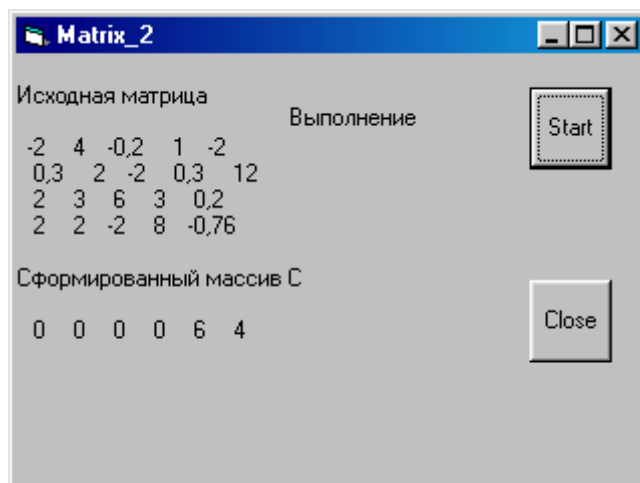 Matrix_2
Исходная матрица
Выполнение
Start
-2 4 -0,2 1 -2
0,3 2 -2 0,3 12
2 3 6 3 0,2
2 2 -2 8 -0,76
Сформированный массив С
Close
0 0 0 0 6 4